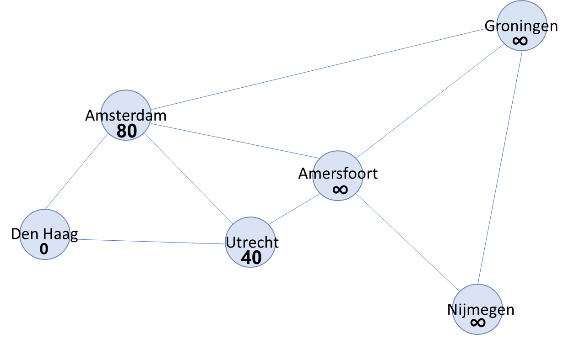 Groningen
∞
Amsterdam
80
Amersfoort
∞
Den Haag
0
Utrecht
40
Nijmegen
∞